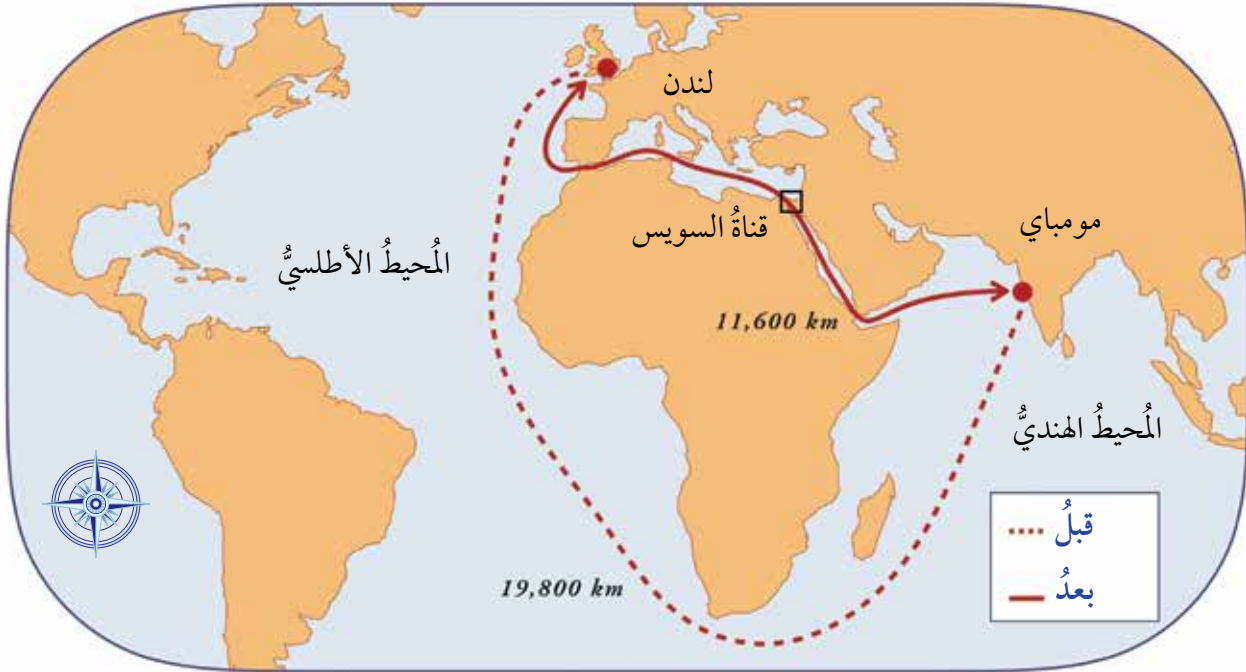 لندن
قناةُ السويس
مومباي
المُحيطُ الأطلسيُّ
11,600 km
المُحيطُ الهنديُّ
19,800 km
قبلُ
بعدُ